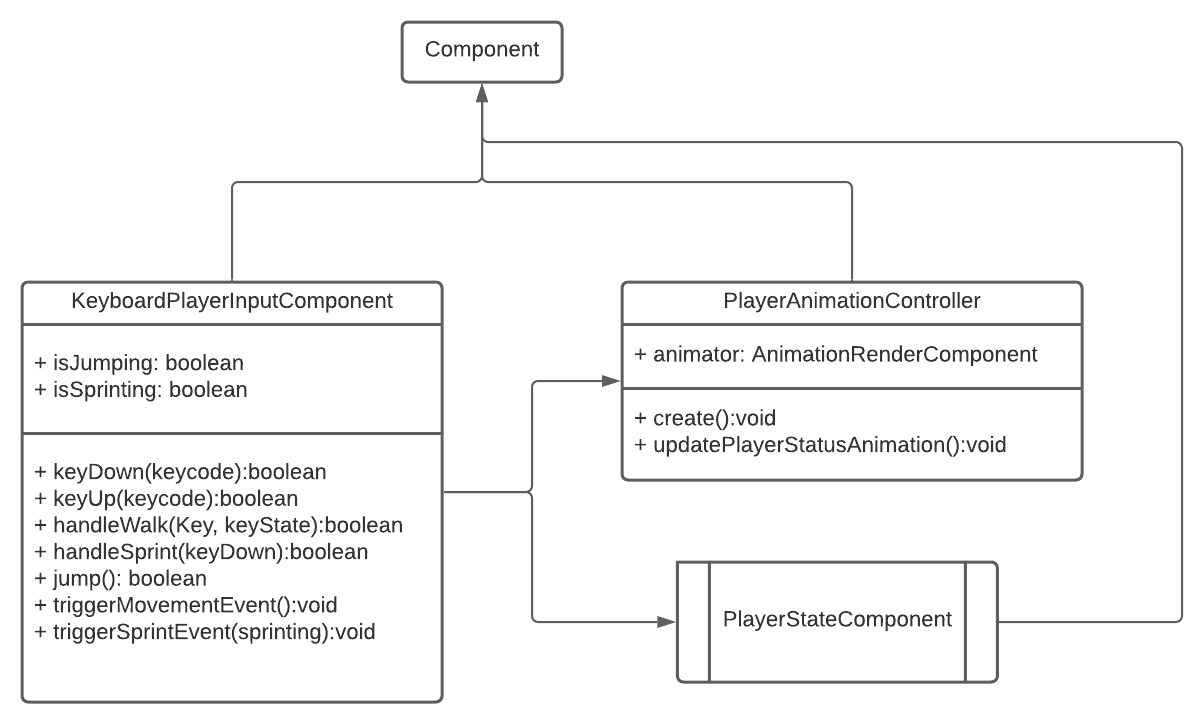 Component
KeyboardPlayerInputComponent
+ isJumping: boolean
+ isSprinting: boolean
+ keyDown(keycode):boolean
+ keyUp(keycode):boolean
+ handleWalk(Key, keyState):boolean
+ handleSprint(keyDown):boolean
+ jump(): boolean
+ triggerMovementEvent():void
+ triggerSprintEvent(sprinting):void
PlayerAnimationController
+ animator: AnimationRenderComponent
+ create():void
+ updatePlayerStatusAnimation():void
PlayerStateComponent